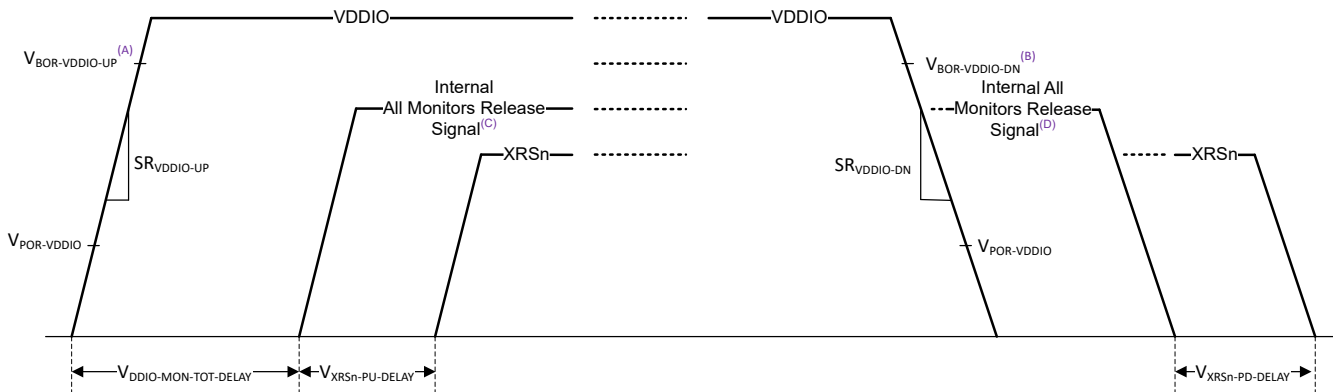 VDDIO
VDDIO
VBOR-VDDIO-UP(A)
VBOR-VDDIO-DN(B)
Internal
All Monitors Release
Signal(C)
Internal All
Monitors Release
Signal(D)
SRVDDIO-UP
XRSn
SRVDDIO-DN
XRSn
VPOR-VDDIO
VPOR-VDDIO
VDDIO-MON-TOT-DELAY
VXRSn-PU-DELAY
VXRSn-PD-DELAY